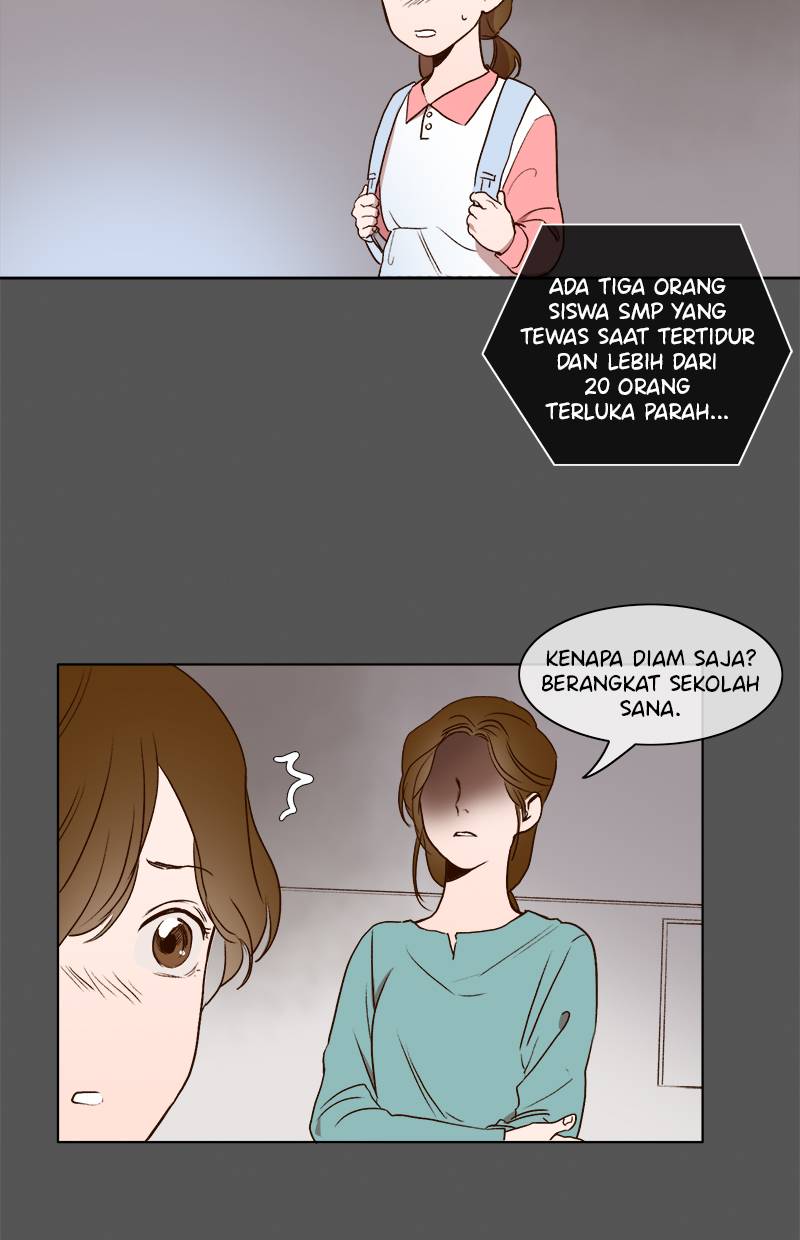 ADA TIGA ORANG
SISWA SMP YANG
TEWAS SAAT TERTIDUR
DAN LEBIH DARI
20 ORANG
TERLUKA PARAH...
KENAPA DIAM SAJA?
BERANGKAT SEKOLAH
SANA.